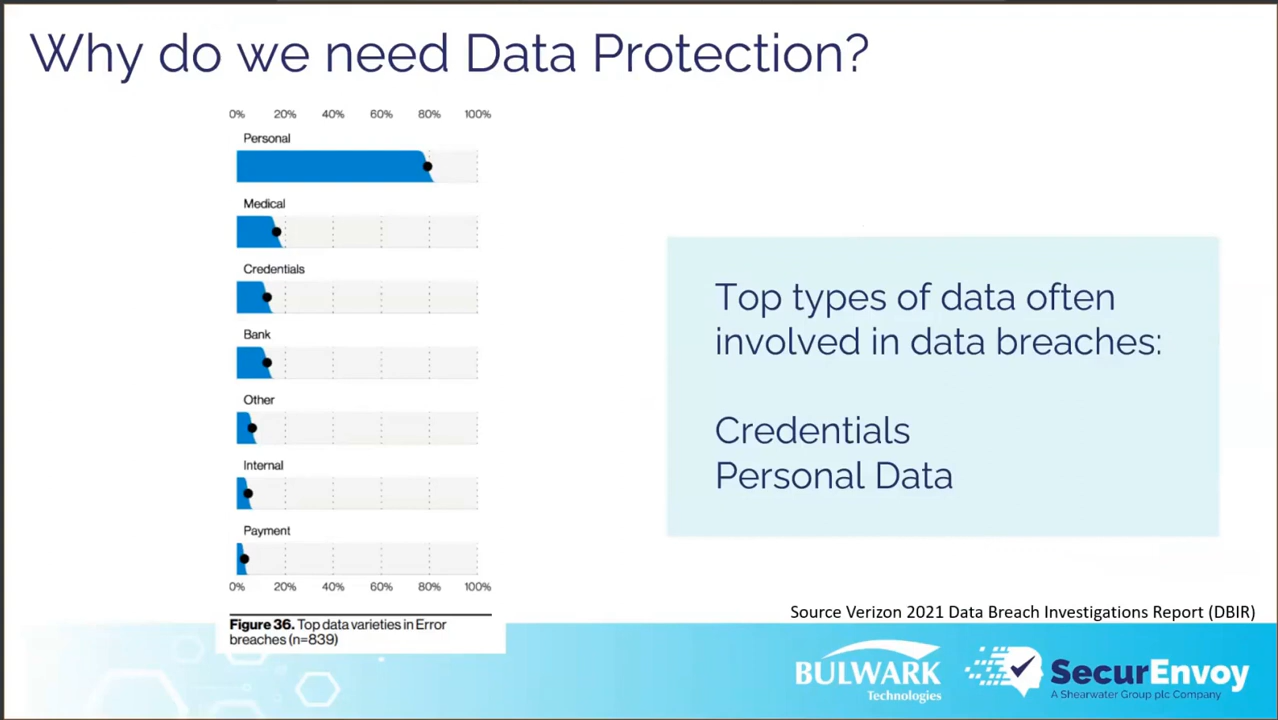 Why do we need Data Protection?
0% 20% 40% 60% 80% 100%
Personal
Medical
Credentials
Bank
Other
Internal
Payment
0% 20% 40% 60% 80% 100%
Figure 36. Top data varieties in Error
breaches (n=839)
Top types of data often
involved in data breaches:
Credentials
Personal Data
Source Verizon 2021 Data Breach Investigations Report (DBIR)
BULWARK
Technologies
SecurEnvoy
A Shearwater Group plc Company